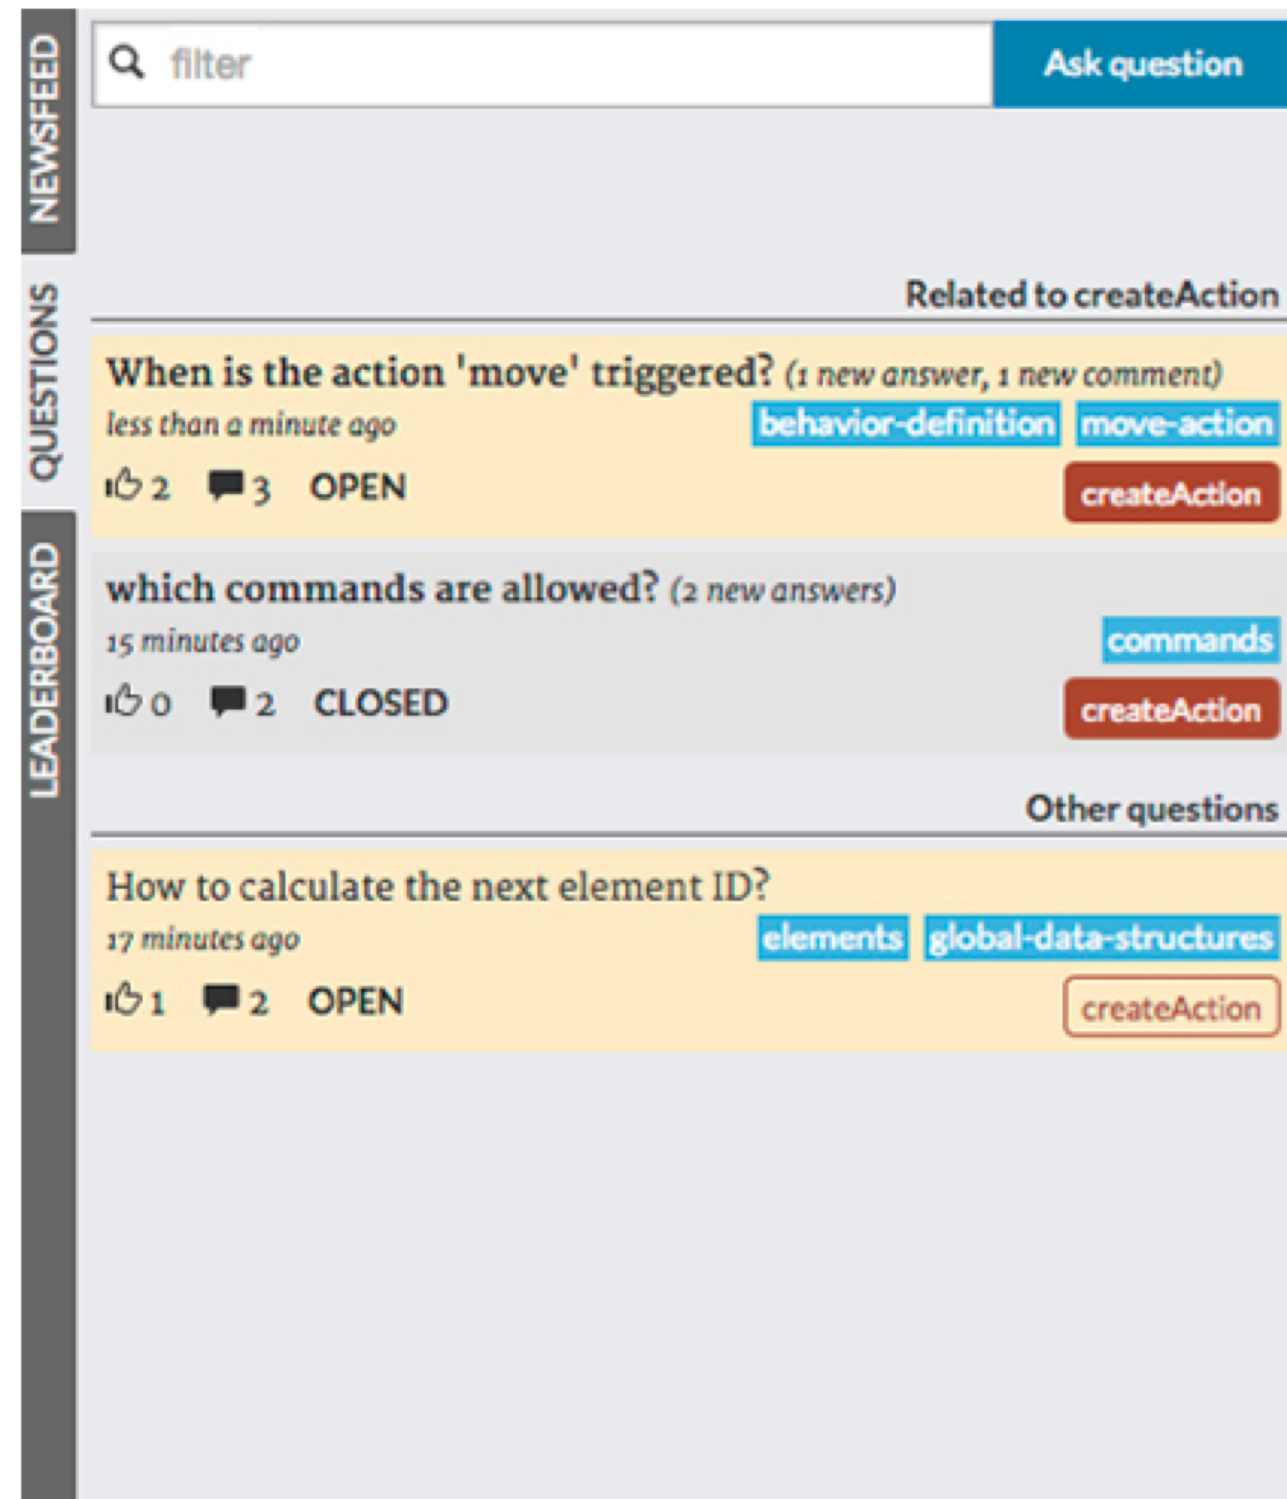 NEWSFEED
QUESTIONS
LEADERBOARD
filter
Ask question
Related to createAction
When is the action 'move' triggered? (1 new answer, 1 new comment)
less than a minute ago behavior-definition move-action
2 3 OPEN createAction
which commands are allowed? (2 new answers)
15 minutes ago commands
0 2 CLOSED createAction
Other questions
How to calculate the next element ID?
17 minutes ago elements global-data-structures
1 2 OPEN createAction